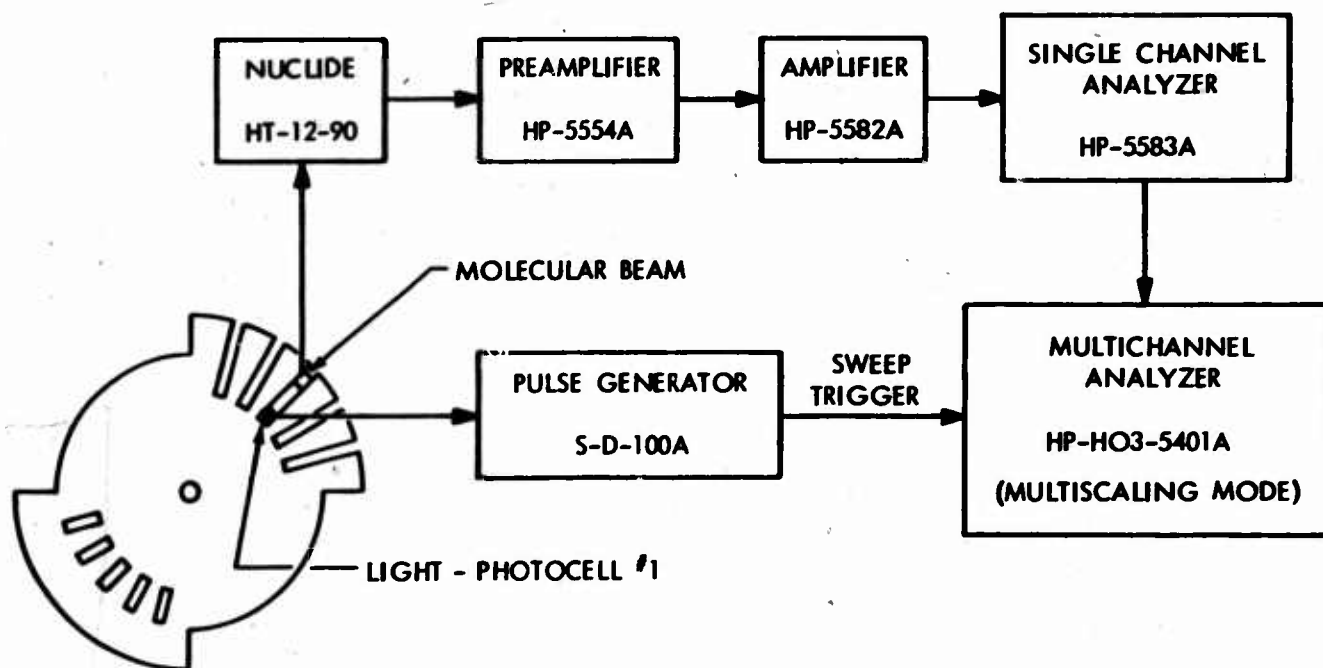 NUCLIDE
HT-12-90
PREAMPLIFIER
HP-5554A
AMPLIFIER
HP-5582A
SINGLE CHANNEL
ANALYZER
HP-5583A
MOLECULAR BEAM
PULSE GENERATOR
S-D-100A
SWEEP
TRIGGER
MULTICHANNEL
ANALYZER
HP-HO3-5401A
(MULTISCALING MODE)
LIGHT - PHOTOCELL #1